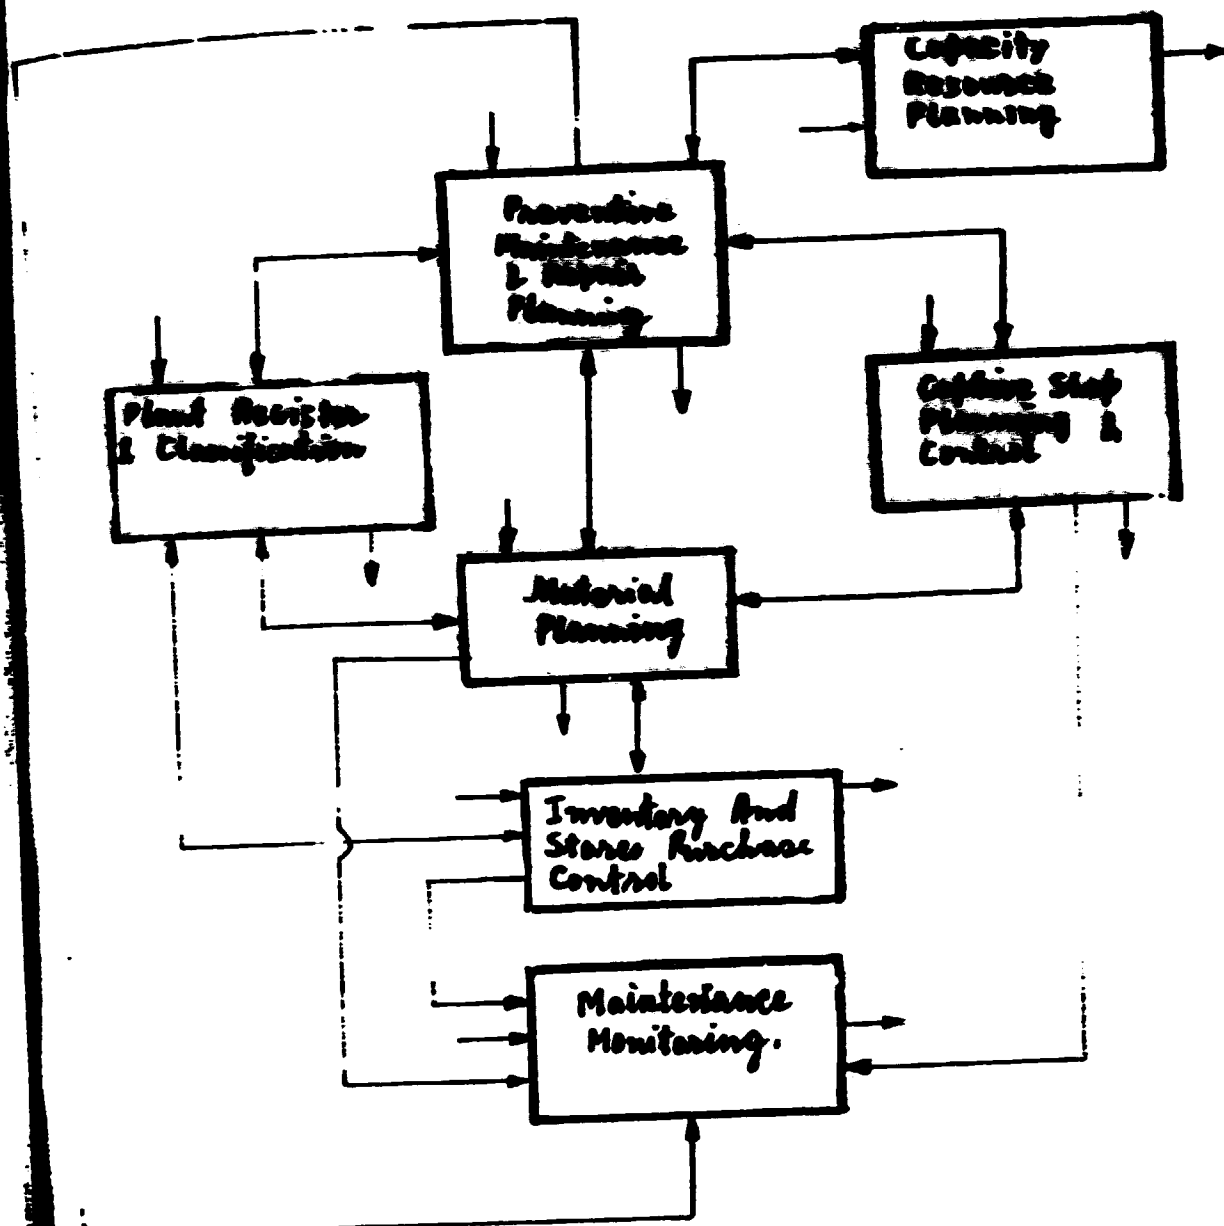 Capacity
Resource
Planning
Preventive
Maintenance
& Repair
Planning
Plant Register
& Classification
Captive Shop
Planning &
Control
Material
Planning
Inventory And
Stores Purchase
Control
Maintenance
Monitoring.